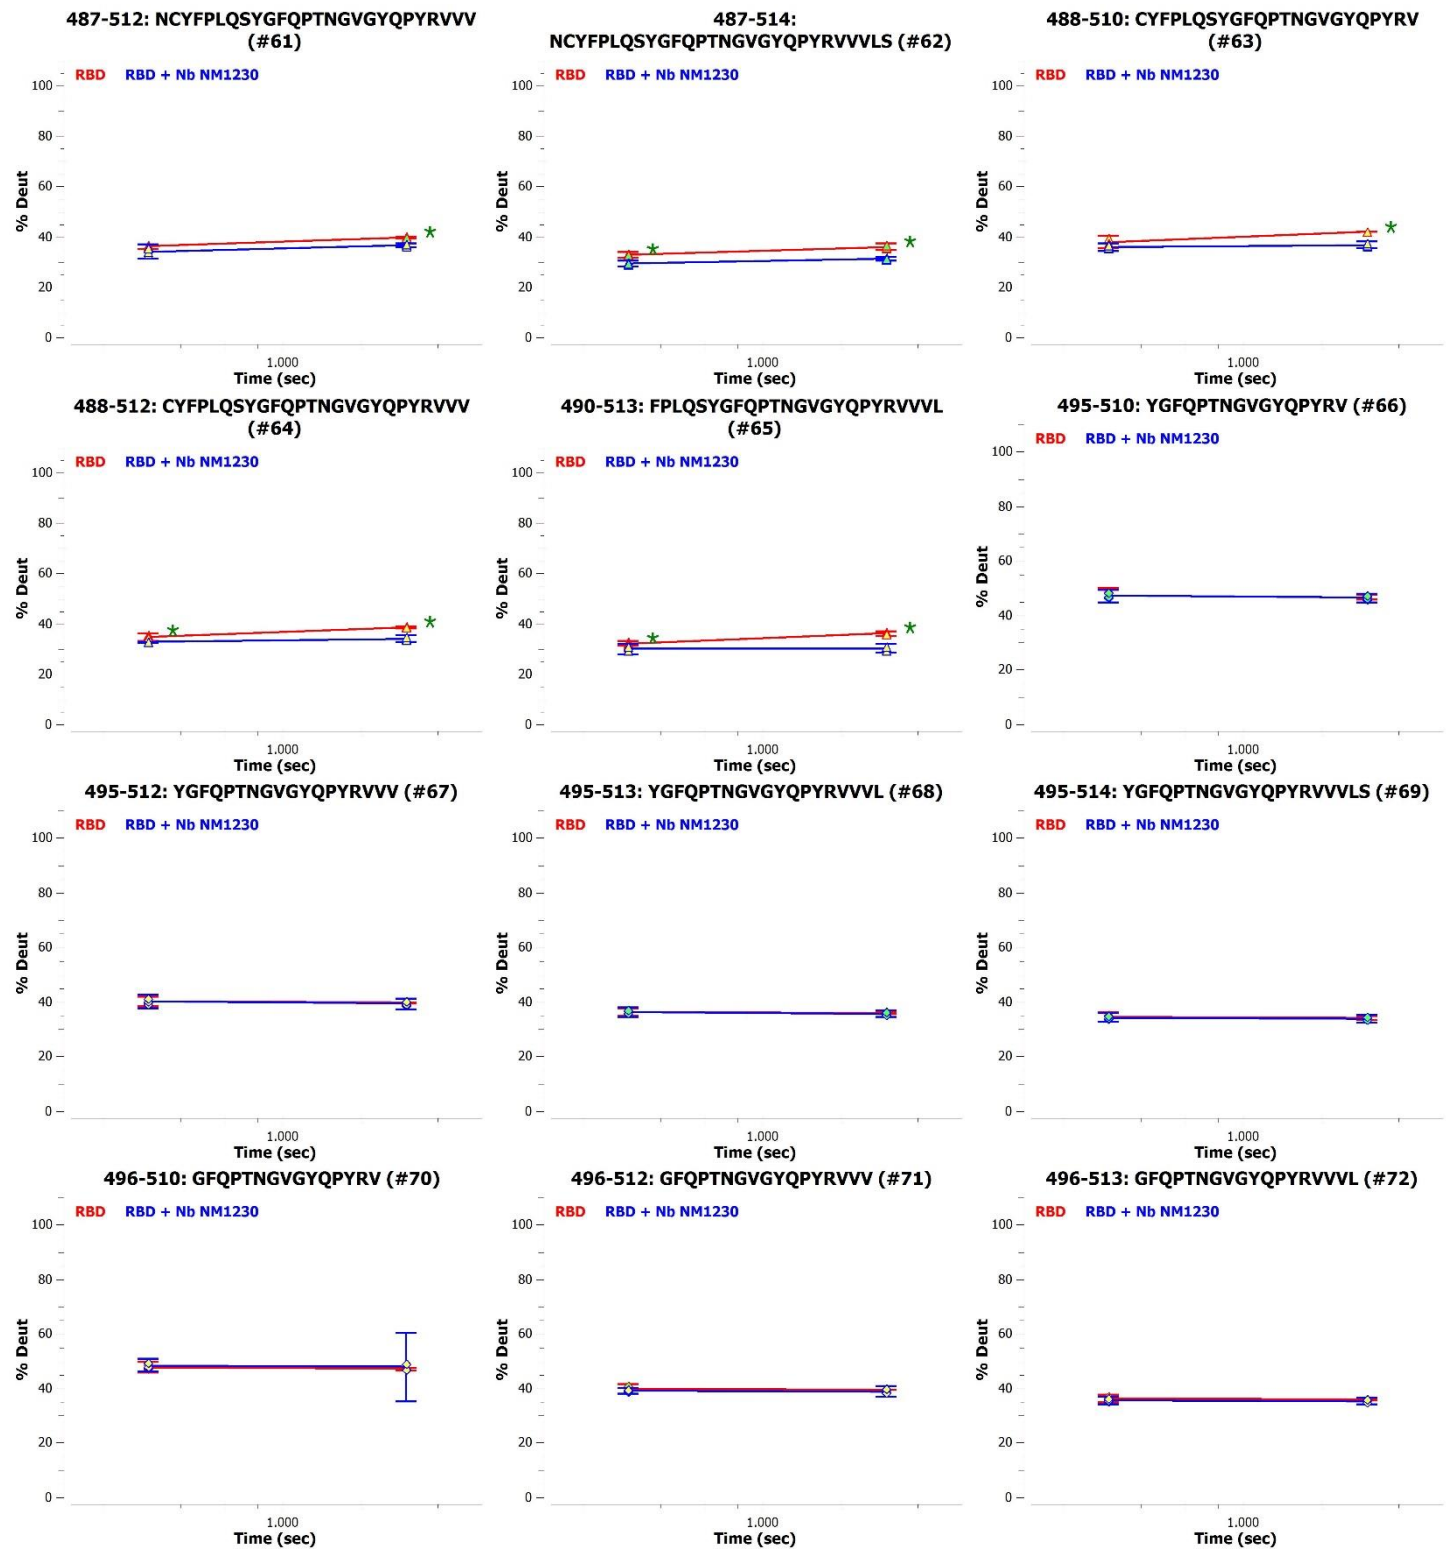 487-512: NCYFPLQSYGFQPTNGVGYQPYRVVV
(#61)
RBD RBD + Nb NM1230
100
80
60
40
20
0
% Deut
1.000
Time (sec)
487-514:
NCYFPLQSYGFQPTNGVGYQPYRVVVLS (#62)
RBD RBD + Nb NM1230
100
80
60
40
20
0
% Deut
1.000
Time (sec)
488-510: CYFPLQSYGFQPTNGVGYQPYRV
(#63)
RBD RBD + Nb NM1230
100
80
60
40
20
0
% Deut
1.000
Time (sec)
488-512: CYFPLQSYGFQPTNGVGYQPYRVVV
(#64)
RBD RBD + Nb NM1230
100
80
60
40
20
0
% Deut
1.000
Time (sec)
490-513: FPLQSYGFQPTNGVGYQPYRVVVL
(#65)
RBD RBD + Nb NM1230
100
80
60
40
20
0
% Deut
1.000
Time (sec)
495-510: YGFQPTNGVGYQPYRV (#66)
RBD RBD + Nb NM1230
100
80
60
40
20
0
% Deut
1.000
Time (sec)
495-512: YGFQPTNGVGYQPYRVVV (#67)
RBD RBD + Nb NM1230
100
80
60
40
20
0
% Deut
1.000
Time (sec)
495-513: YGFQPTNGVGYQPYRVVVL (#68)
RBD RBD + Nb NM1230
100
80
60
40
20
0
% Deut
1.000
Time (sec)
495-514: YGFQPTNGVGYQPYRVVVLS (#69)
RBD RBD + Nb NM1230
100
80
60
40
20
0
% Deut
1.000
Time (sec)
496-510: GFQPTNGVGYQPYRV (#70)
RBD RBD + Nb NM1230
100
80
60
40
20
0
% Deut
1.000
Time (sec)
496-512: GFQPTNGVGYQPYRVVV (#71)
RBD RBD + Nb NM1230
100
80
60
40
20
0
% Deut
1.000
Time (sec)
496-513: GFQPTNGVGYQPYRVVVL (#72)
RBD RBD + Nb NM1230
100
80
60
40
20
0
% Deut
1.000
Time (sec)